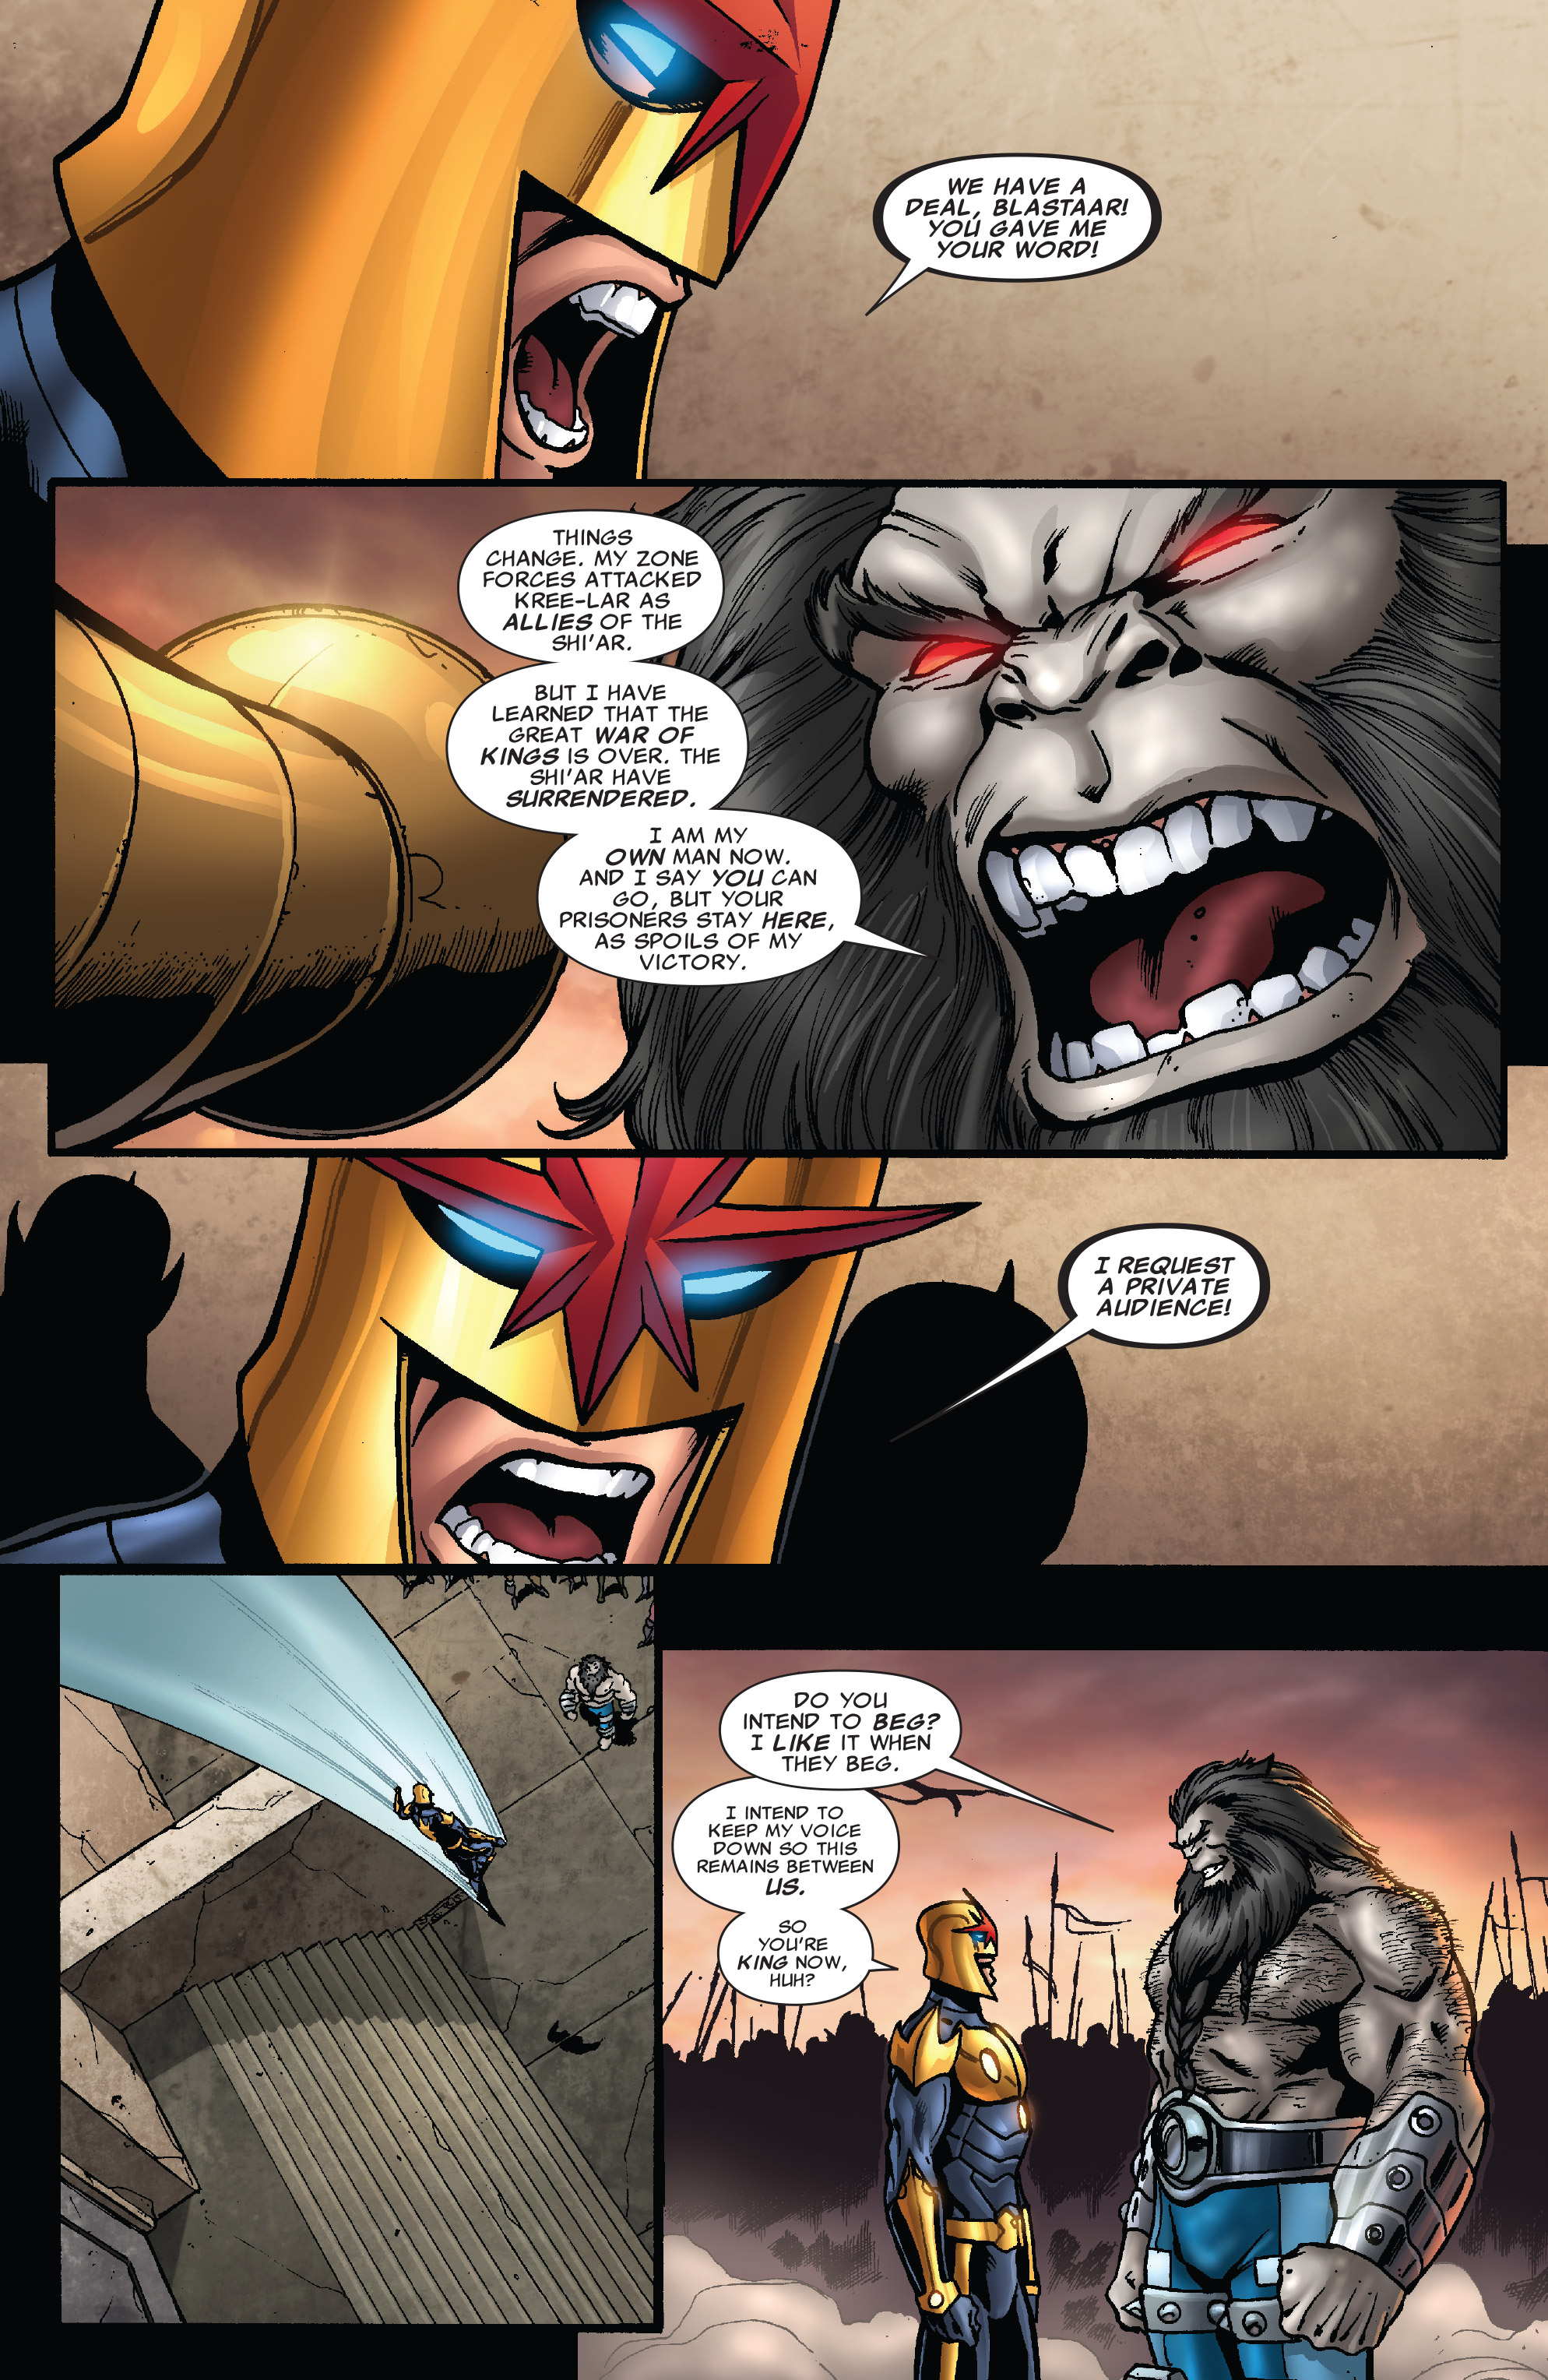 WE HAVE A
DEAL, BLASTAAR!
YOU GAVE ME
YOUR WORD!
THINGS
CHANGE. MY ZONE
FORCES ATTACKED
KREE-LAR AS
ALLIES OF THE
SHI'AR.
BUT I HAVE
LEARNED THAT THE
GREAT WAR OF
KINGS IS OVER. THE
SHI'AR HAVE
SURRENDERED.
I AM MY
OWN MAN NOW.
AND I SAY YOU CAN
GO, BUT YOUR
PRISONERS STAY HERE,
AS SPOILS OF MY
VICTORY.
I REQUEST
A PRIVATE
AUDIENCE!
DO YOU
INTEND TO BEG?
I LIKE IT WHEN
THEY BEG.
I INTEND TO
KEEP MY VOICE
DOWN SO THIS
REMAINS BETWEEN
US.
SO
YOU'RE
KING NOW,
HUH?